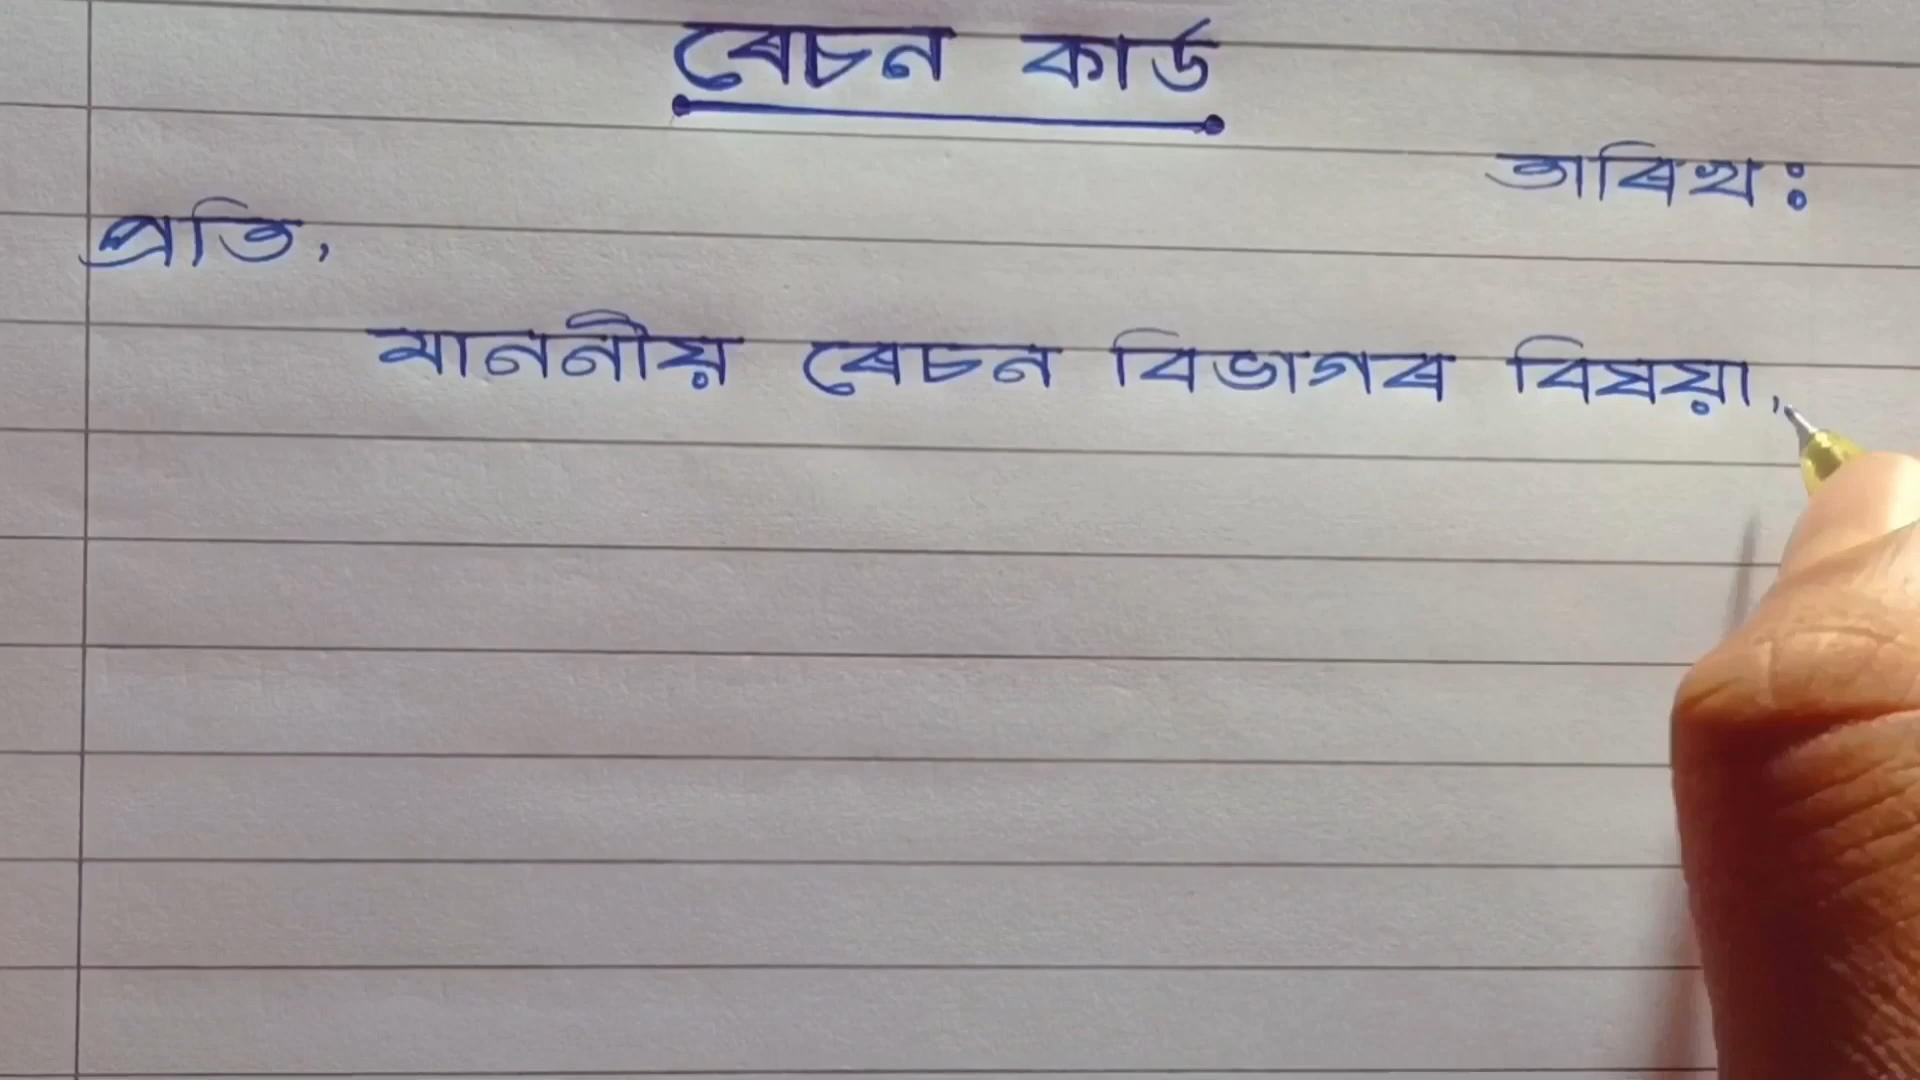 ৰেচন কাৰ্ড
তাৰিখঃ
প্ৰতি,
মাননীয় ৰেচন বিভাগৰ বিষয়া,